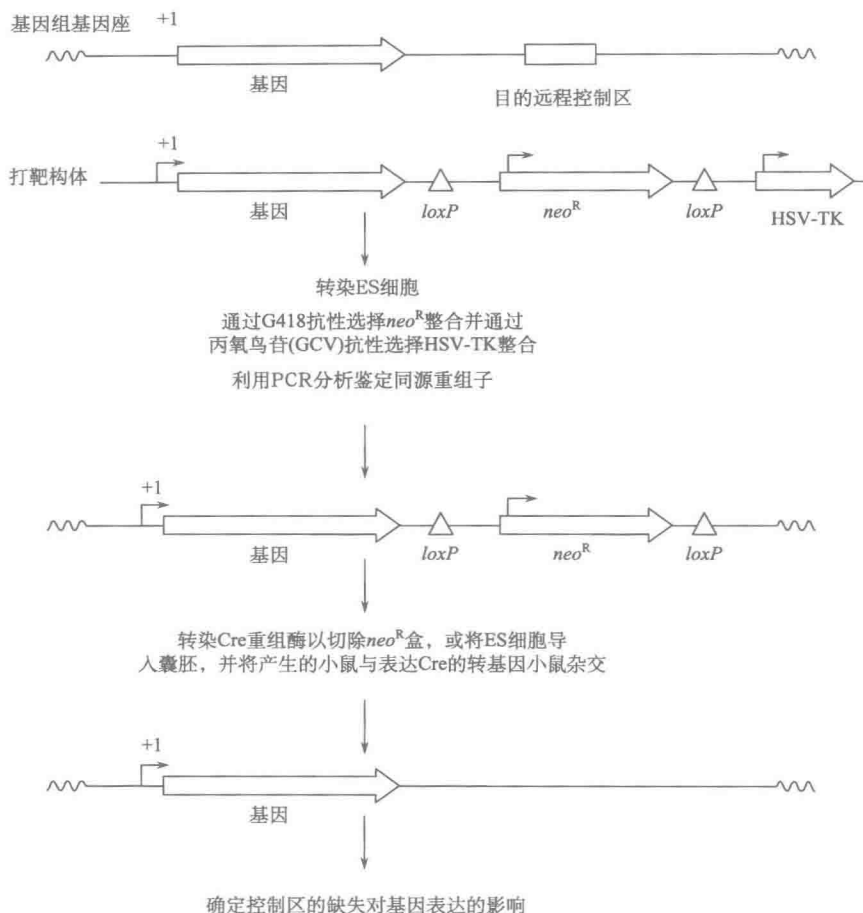 基因组基因座
+1
基因
目的远程控制区
+1
打靶构体
基因
loxP
neoR
loxP
HSV-TK
转染ES细胞
通过G418抗性选择neoR整合并通过
丙氧鸟苷(GCV)抗性选择HSV-TK整合
利用PCR分析鉴定同源重组子
+1
基因
loxP
neoR
loxP
转染Cre重组酶以切除neoR盒，或将ES细胞导
入囊胚，并将产生的小鼠与表达Cre的转基因小鼠杂交
+1
基因
确定控制区的缺失对基因表达的影响